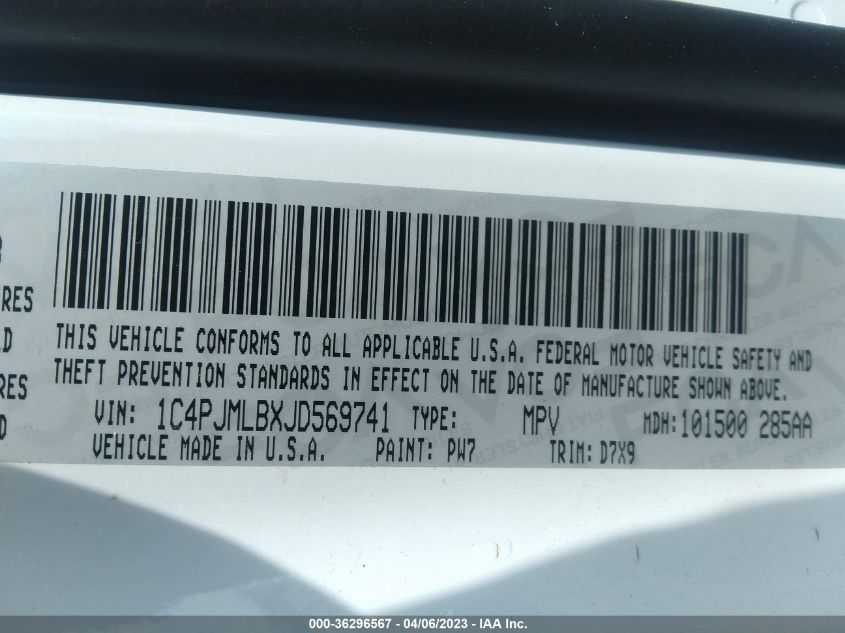 RES
THIS VEHICLE CONFORMS TO ALL APPLICABLE U.S.A. FEDERAL MOTOR VEHICLE SAFETY AND
THEFT PREVENTION STANDARDS IN EFFECT ON THE DATE OF MANUFACTURE SHOWN ABOVE.
RES
VIN: 1C4PJMLBXJD569741 TYPE: MPV MDH:101500 285AA
VEHICLE MADE IN U.S.A. PAINT: PW7 TRIM: D7X9
000-36296567 - 04/06/2023 - IAA Inc.